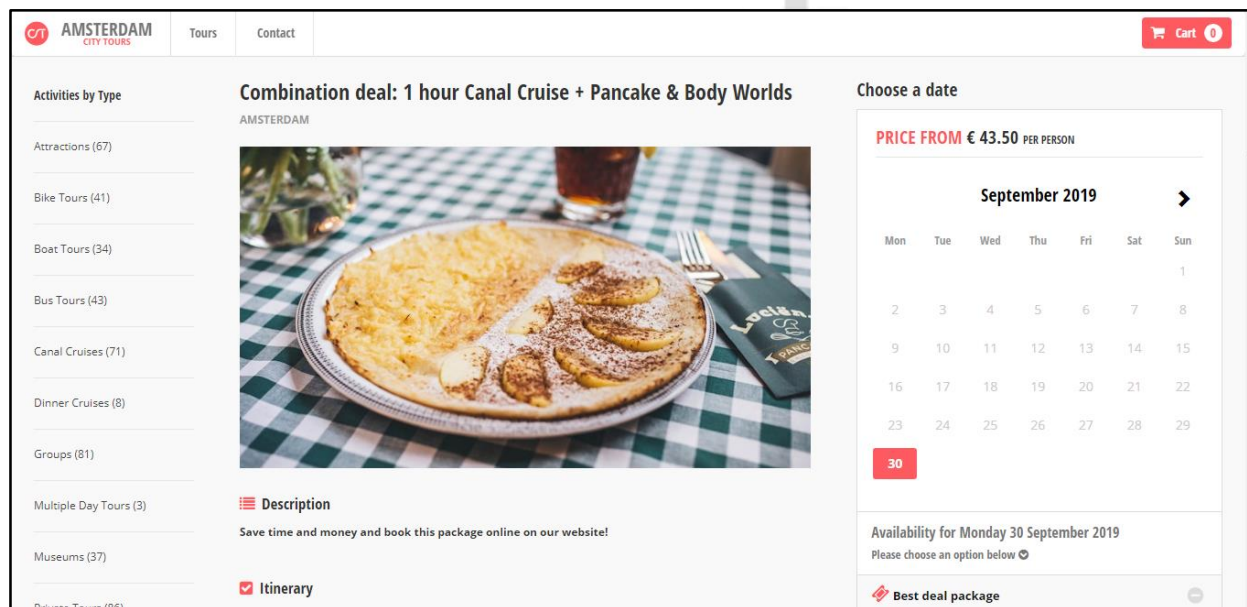 AMSTERDAM
CITY TOURS
Tours
Contact
Cart 0
Activities by Type
Attractions (67)
Bike Tours (41)
Boat Tours (34)
Bus Tours (43)
Canal Cruises (71)
Dinner Cruises (8)
Groups (81)
Multiple Day Tours (3)
Museums (37)
Combination deal: 1 hour Canal Cruise + Pancake & Body Worlds
AMSTERDAM
Description
Save time and money and book this package online on our website!
Itinerary
Choose a date
PRICE FROM € 43.50 PER PERSON
September 2019
Mon Tue Wed Thu Fri Sat Sun
1
2 3 4 5 6 7 8
9 10 11 12 13 14 15
16 17 18 19 20 21 22
23 24 25 26 27 28 29
30
Availability for Monday 30 September 2019
Please choose an option below
Best deal package